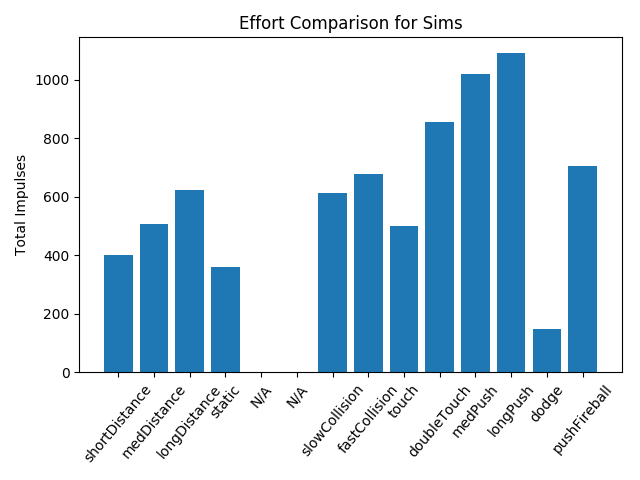 Effort Comparison for Sims
Total Impulses
1000
800
600
400
200
0
shortDistance
medDistance
longDistance
static
N/A
N/A
slowCollision
fastCollision
touch
doubleTouch
medPush
longPush
dodge
pushFireball